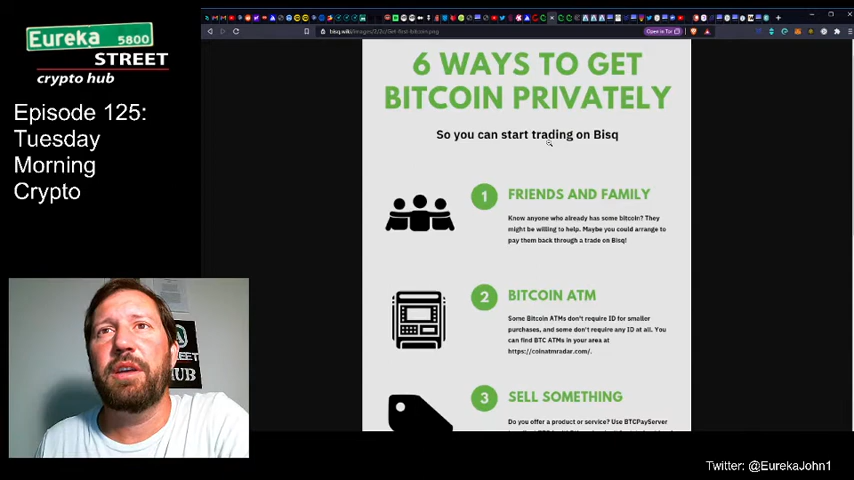 Eureka 5800
STREET
crypto hub
Episode 125:
Tuesday
Morning
Crypto
Open in Tor
6 WAYS TO GET
BITCOIN PRIVATELY
So you can start trading on Bisq
1 FRIENDS AND FAMILY
Know anyone who already has some bitcoin? They
might be willing to help. Maybe you could arrange to
pay them back through a trade on Bisq!
2 BITCOIN ATM
Some Bitcoin ATMs don't require ID for smaller
purchases, and some don't require any ID at all. You
can find BTC ATMs in your area at
https://coinatmradar.com/.
3 SELL SOMETHING
Do you offer a product or service? Use BTCPayServer
STREET
HUB
Twitter: @EurekaJohn1